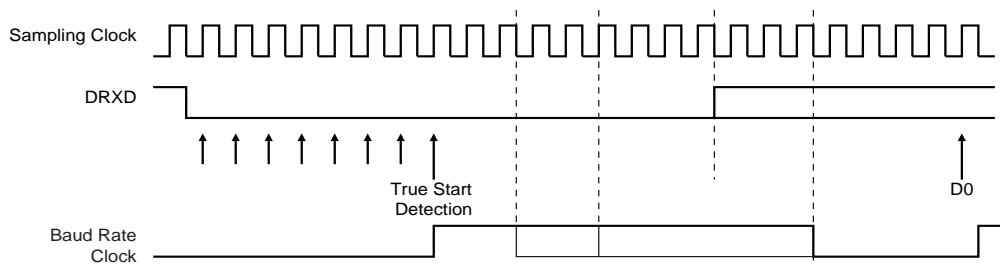 Sampling Clock
DRXD
True Start
Detection
D0
Baud Rate
Clock